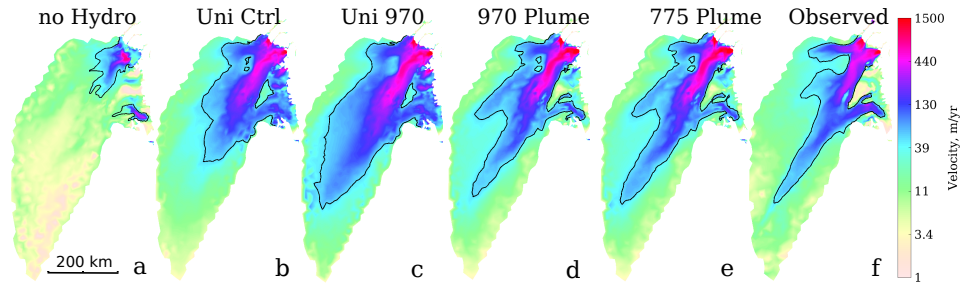 no Hydro
Uni Ctrl
Uni 970
970 Plume
775 Plume
Observed
200 km
a
b
c
d
e
f
1500
440
130
39
11
3.4
1
Velocity, m/yr